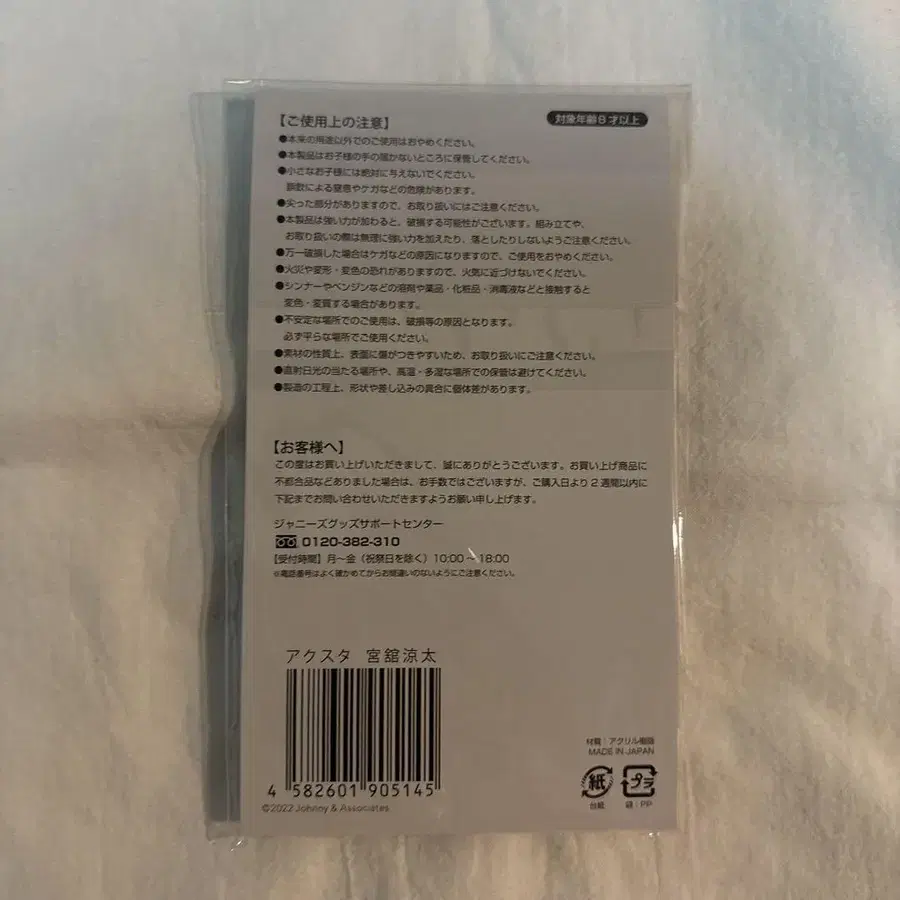 【ご使用上の注意】
対象年齢8才以上
●本来の用途以外でのご使用はおやめください。
●本製品はお子様の手の届かないところに保管してください。
●小さなお子様には絶対に与えないでください。
誤飲による窒息やケガなどの危険があります。
●尖った部分がありますので、お取り扱いにはご注意ください。
●本製品は強い力が加わると、破損する可能性がございます。組み立てや、
お取り扱いの際は無理に強い力を加えたり、落としたりしないようご注意ください。
●万一破損した場合はケガなどの原因になりますので、ご使用をおやめください。
●火災や変形・変色の恐れがありますので、火気に近づけないでください。
●シンナーやベンジンなどの溶剤や薬品・化粧品・消毒液などと接触すると
変色・変質する場合があります。
●不安定な場所でのご使用は、破損等の原因となります。
必ず平らな場所でご使用ください。
●素材の性質上、表面に傷がつきやすいため、お取り扱いにご注意ください。
●直射日光の当たる場所や、高温・多湿な場所での保管は避けてください。
●製造の工程上、形状や差し込みの具合に個体差があります。
【お客様へ】
この度はお買い上げいただきまして、誠にありがとうございます。お買い上げ商品に
不都合品などありました場合は、お手数ではございますが、ご購入日より2週間以内に
下記までお問い合わせいただきますようお願い申し上げます。
ジャニーズグッズサポートセンター
0120-382-310
【受付時間】月〜金（祝祭日を除く）10:00〜18:00
※電話番号はよく確かめてからお間違いのないようにご注意ください。
アクスタ 宮舘涼太
4 582601 905145
©2022 Johnny & Associates
材質：アクリル樹脂
MADE IN JAPAN
紙
プラ
台紙
袋：PP